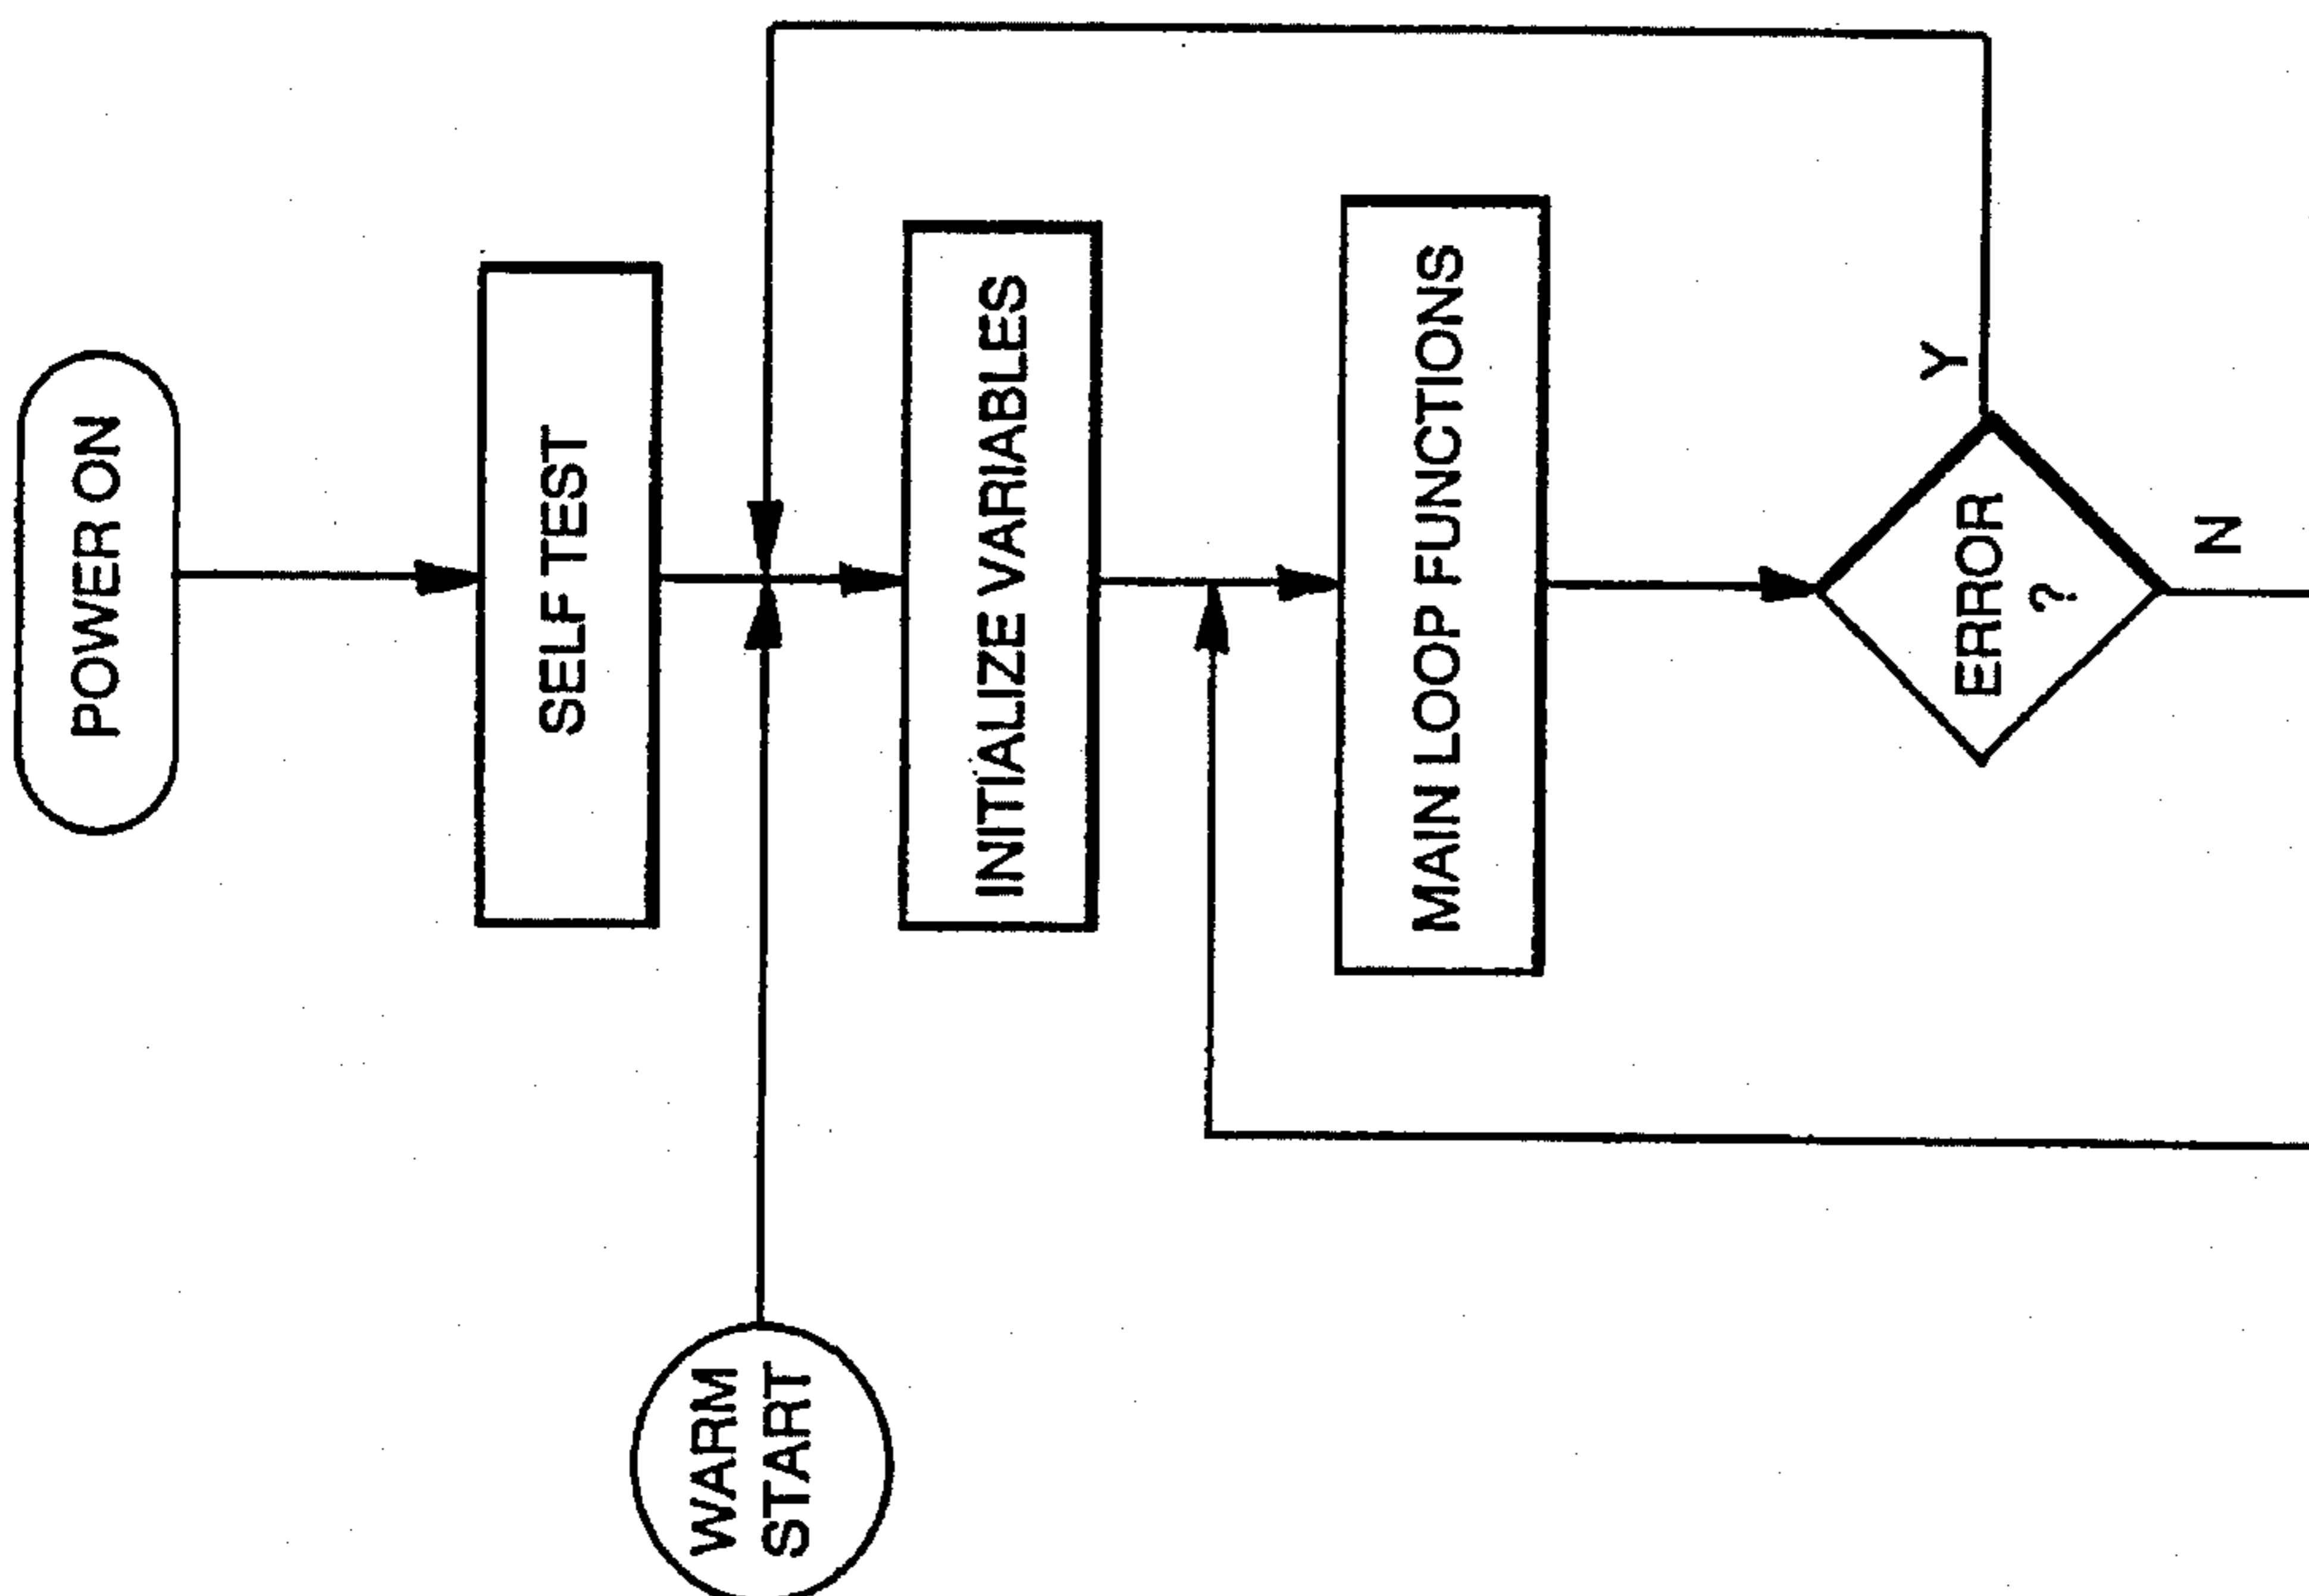 POWER ON
SELF TEST
WARM
START
INITIALIZE VARIABLES
MAIN LOOP FUNCTIONS
ERROR
?
Y
N